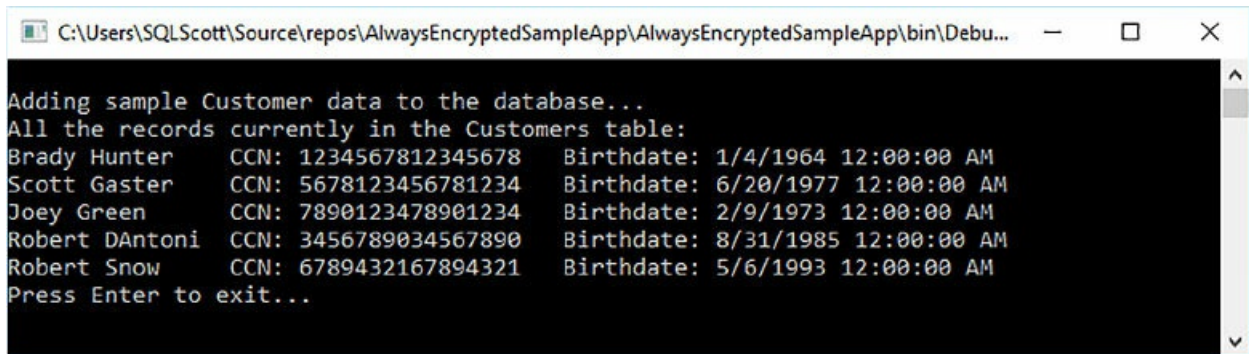 C:\Users\SQLScott\Source\repos\AlwaysEncryptedSampleApp\AlwaysEncryptedSampleApp\bin\Debu...
Adding sample Customer data to the database...
All the records currently in the Customers table:
Brady Hunter    CCN: 1234567812345678   Birthdate: 1/4/1964 12:00:00 AM
Scott Gaster    CCN: 5678123456781234   Birthdate: 6/20/1977 12:00:00 AM
Joey Green      CCN: 7890123478901234   Birthdate: 2/9/1973 12:00:00 AM
Robert DAntoni  CCN: 3456789034567890   Birthdate: 8/31/1985 12:00:00 AM
Robert Snow     CCN: 6789432167894321   Birthdate: 5/6/1993 12:00:00 AM
Press Enter to exit...